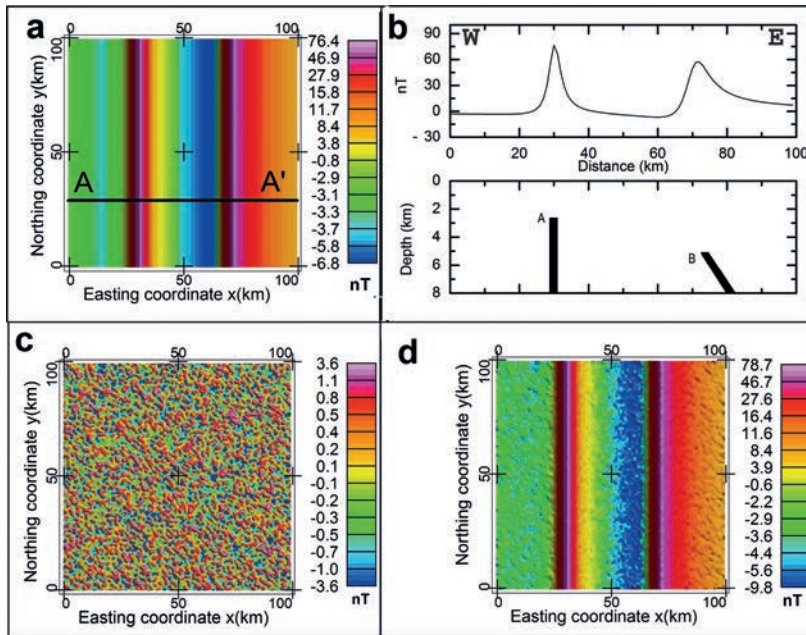 a
0 50 100
100
50
0
Northing coordinate y(km)
A A'
0 50 100
Easting coordinate x(km)
76.4
46.9
27.9
15.7
8.4
3.8
-0.8
-3.1
-3.3
-3.7
-5.8
-6.8
nT
b
W E
90
60
30
0
- 30
nT
0 20 40 60 80 100
Distance (km)
0
2
4
6
8
Depth (km)
A
B
c
0 50 100
100
50
0
Northing coordinate y(km)
0 50 100
Easting coordinate x(km)
3.6
1.1
0.8
0.5
0.4
0.2
0.1
-0.1
-0.2
-0.3
-0.5
-0.7
-1.0
-3.6
nT
d
0 50 100
100
50
0
Northing coordinate y(km)
0 50 100
Easting coordinate x(km)
78.7
46.7
27.6
16.4
8.4
3.9
-0.6
-2.2
-2.9
-3.6
-4.4
-5.6
-9.8
nT